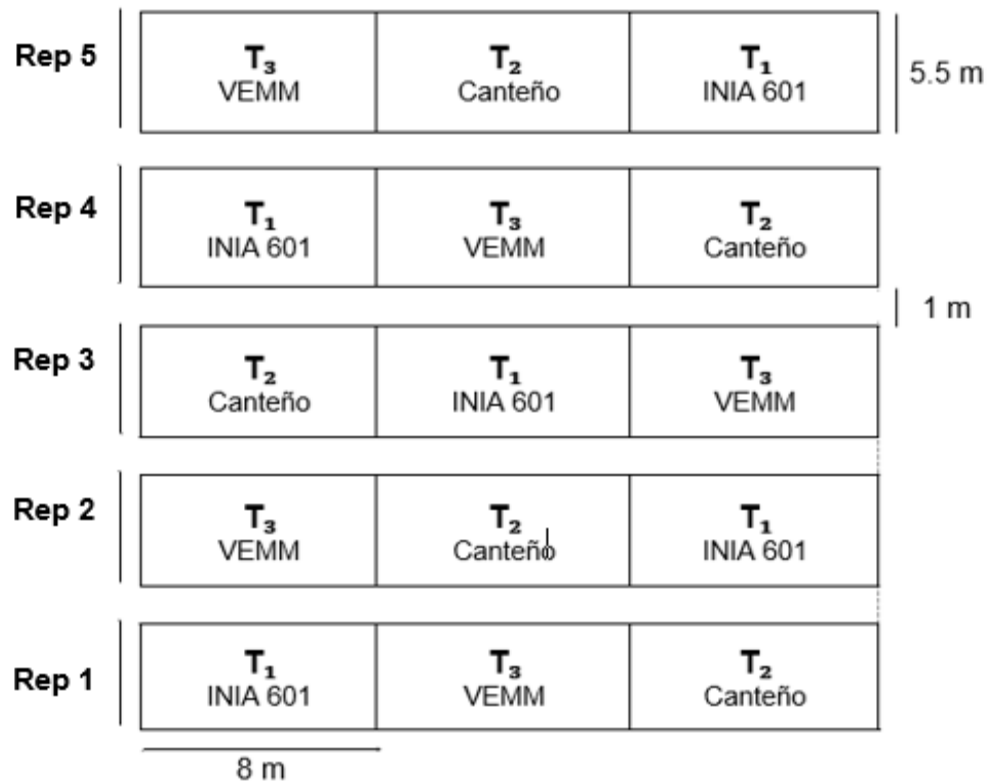 Rep 5
T₃
VEMM
T₂
Canteño
T₁
INIA 601
5.5 m
Rep 4
T₁
INIA 601
T₃
VEMM
T₂
Canteño
1 m
Rep 3
T₂
Canteño
T₁
INIA 601
T₃
VEMM
Rep 2
T₃
VEMM
T₂
Canteño
T₁
INIA 601
Rep 1
T₁
INIA 601
T₃
VEMM
T₂
Canteño
8 m